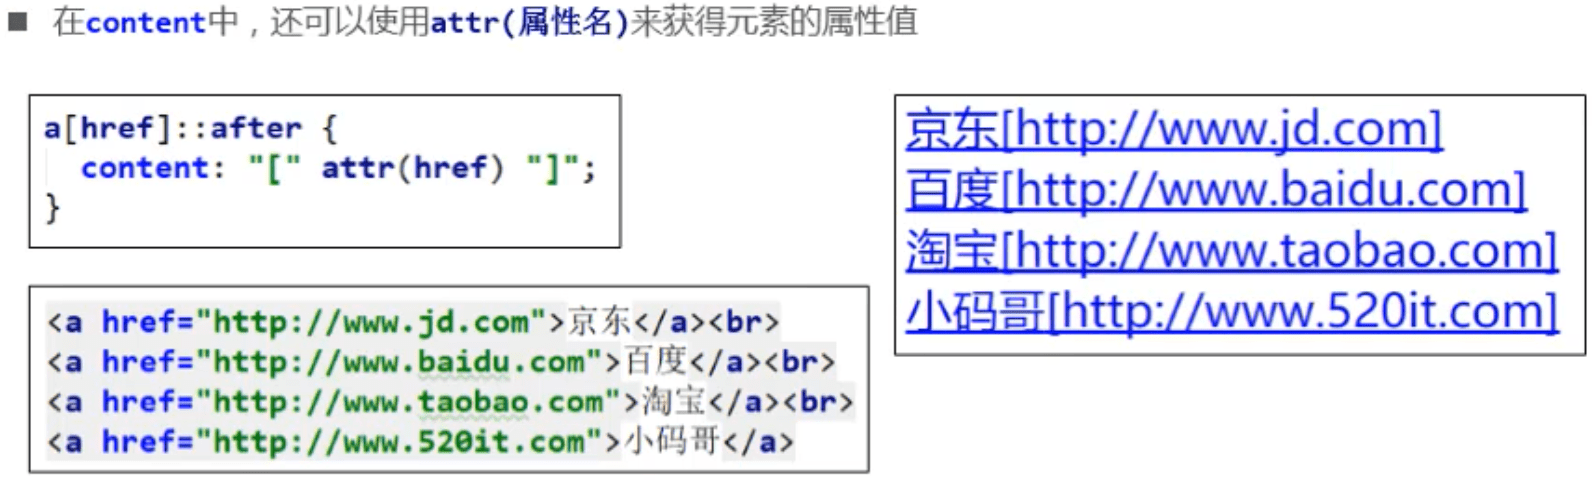 在content中，还可以使用attr(属性名)来获得元素的属性值
a[href]::after {
content: "[" attr(href) "]";
}
<a href="http://www.jd.com">京东</a><br>
<a href="http://www.baidu.com">百度</a><br>
<a href="http://www.taobao.com">淘宝</a><br>
<a href="http://www.520it.com">小码哥</a>
京东[http://www.jd.com]
百度[http://www.baidu.com]
淘宝[http://www.taobao.com]
小码哥[http://www.520it.com]